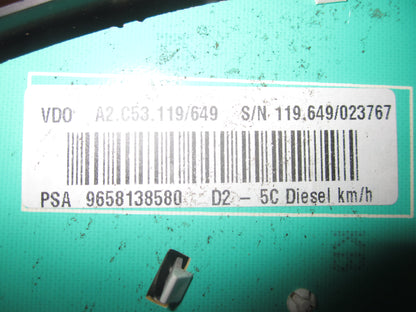 VDO A2.C53.119/649 S/N 119.649/023767
PSA 9658138580 D2 - 5C Diesel km/h